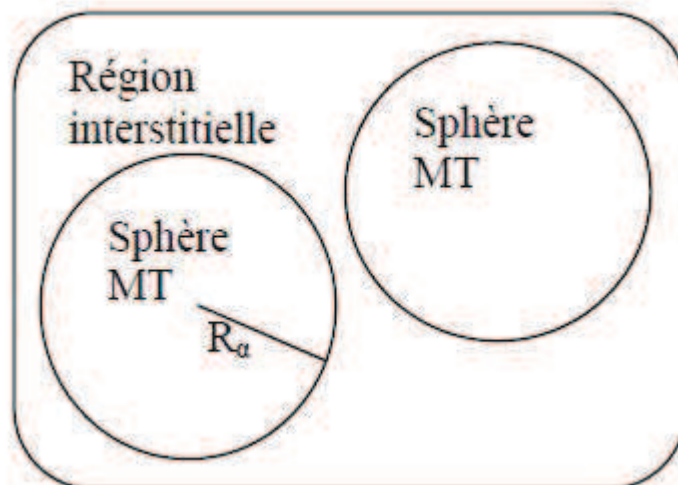 Région
interstitielle
Sphère
MT
Sphère
MT
Rα